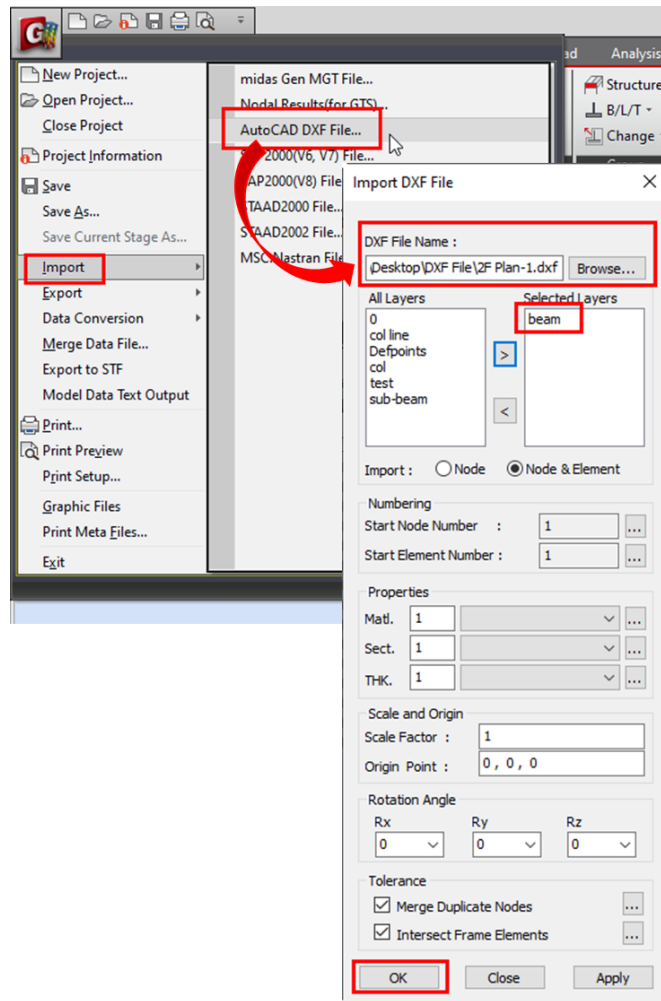 G
ad Analysis
Structure
B/L/T
Change
New Project...
Open Project...
Close Project
Project Information
Save
Save As...
Save Current Stage As...
Import
Export
Data Conversion
Merge Data File...
Export to STF
Model Data Text Output
Print...
Print Preview
Print Setup...
Graphic Files
Print Meta Files...
Exit
midas Gen MGT File...
Nodal Results(for GTS)...
AutoCAD DXF File...
2000(V6, V7) File...
AP2000(V8) File
STAAD2000 File...
STAAD2002 File...
MSC.Nastran File
Import DXF File
DXF File Name :
Desktop\DXF File\2F Plan-1.dxf Browse...
All Layers Selected Layers
0
col line
Defpoints
col
test
sub-beam
beam
>
<
Import : Node Node & Element
Numbering
Start Node Number : 1 ...
Start Element Number : 1 ...
Properties
Matl. 1 ...
Sect. 1 ...
THK. 1 ...
Scale and Origin
Scale Factor : 1
Origin Point : 0, 0, 0
Rotation Angle
Rx Ry Rz
0 0 0
Tolerance
Merge Duplicate Nodes ...
Intersect Frame Elements ...
OK Close Apply